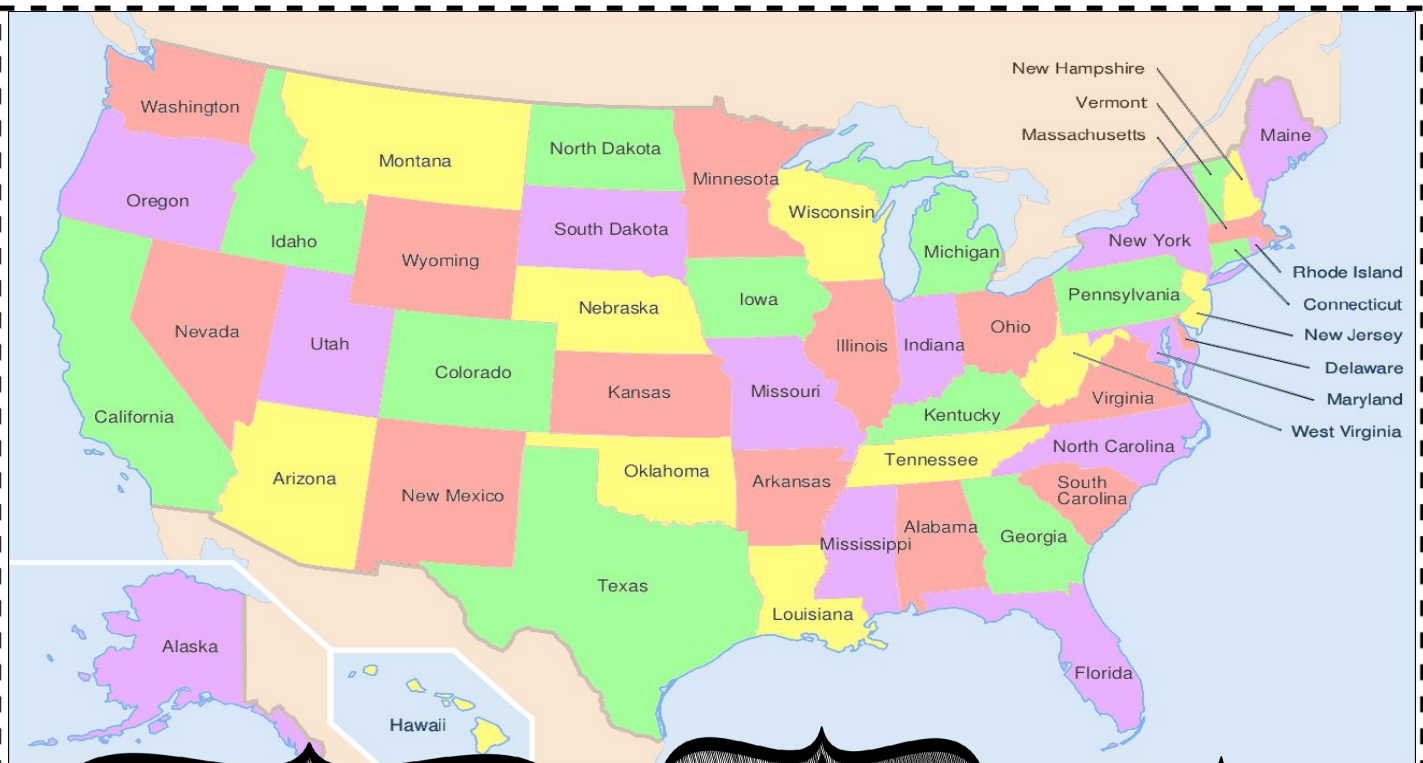 New Hampshire
Vermont
Massachusetts
Washington
Maine
Montana
North Dakota
Minnesota
Oregon
Wisconsin
South Dakota
Idaho
New York
Michigan
Wyoming
Rhode Island
Pennsylvania
Iowa
Connecticut
Nebraska
Nevada
Ohio
New Jersey
Utah
Illinois
Indiana
Colorado
Delaware
Kansas
Missouri
Virginia
Maryland
California
Kentucky
West Virginia
North Carolina
Tennessee
Oklahoma
Arizona
Arkansas
South
Carolina
New Mexico
Alabama
Georgia
Mississippi
Texas
Louisiana
Alaska
Florida
Hawaii